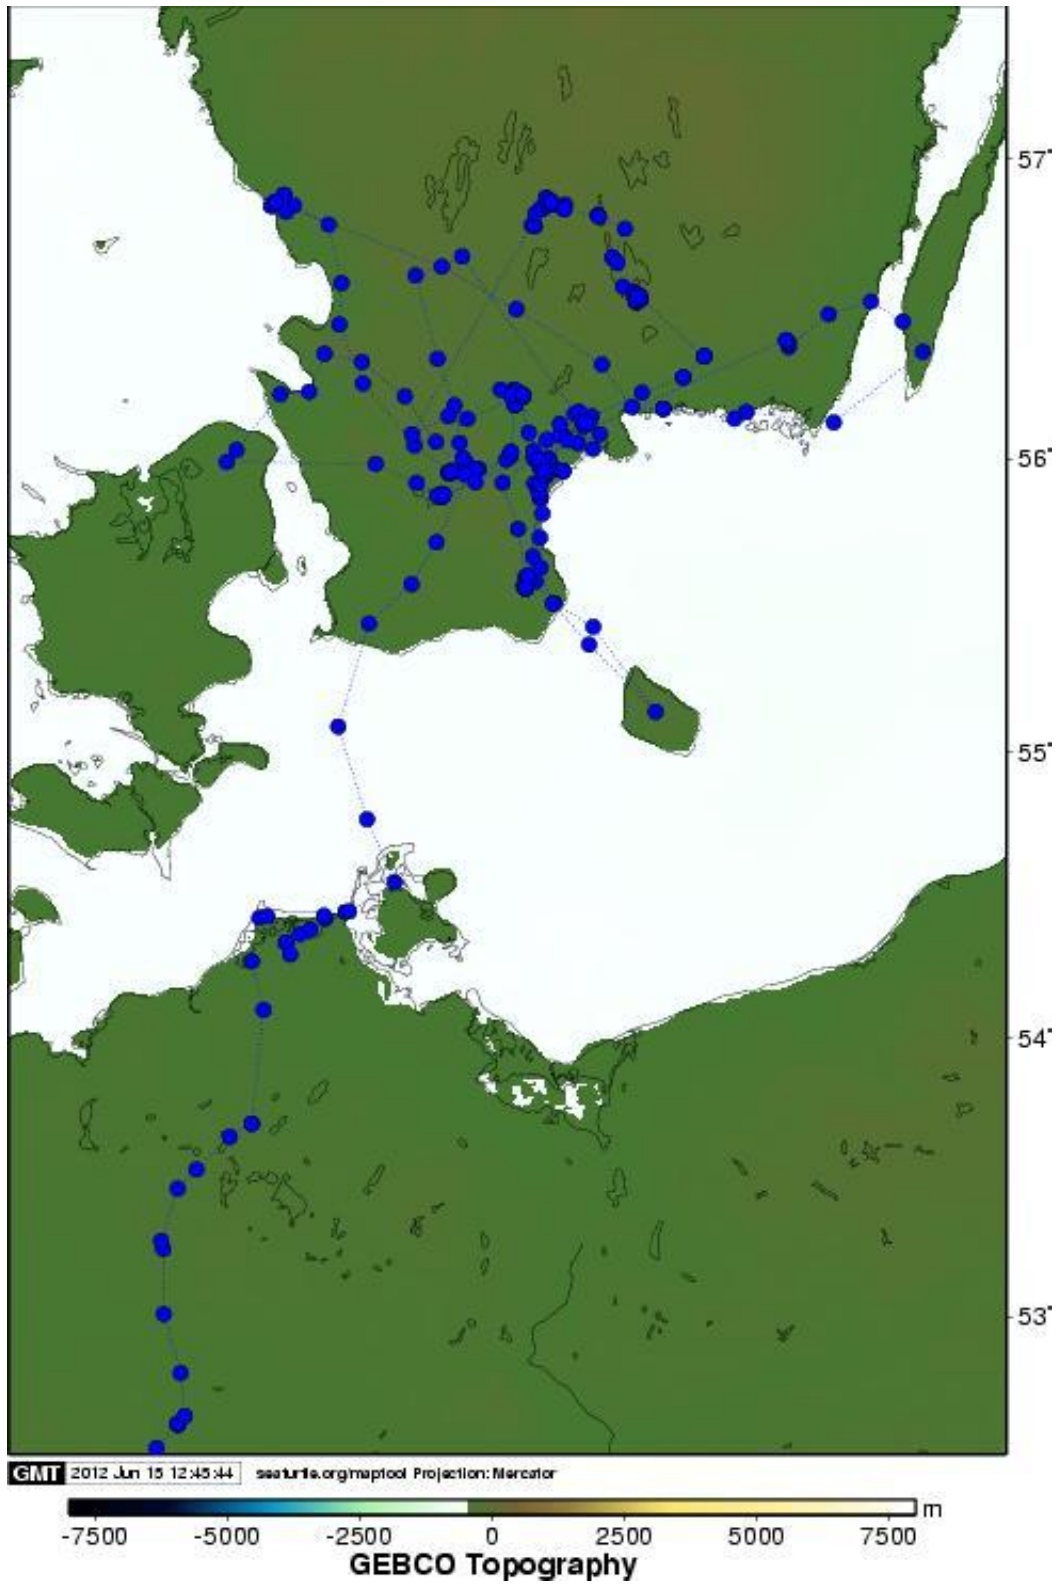 57°
56°
55°
54°
53°
GMT 2012 Jun 15 12:45:44 seaturtle.org/maptool Projection: Mercator
-7500 -5000 -2500 0 2500 5000 7500 m
GEBCO Topography